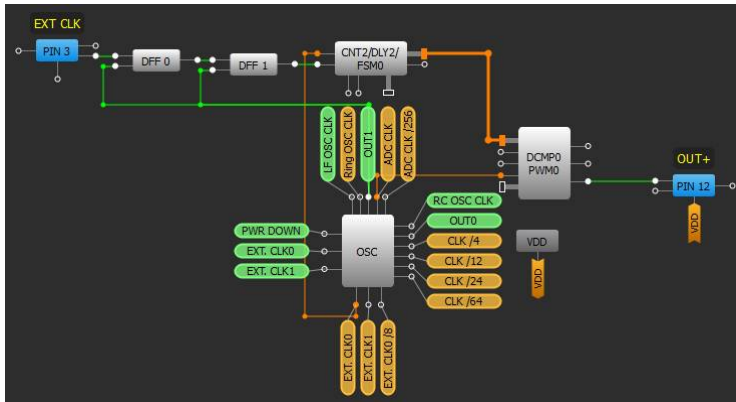 EXT CLK
PIN 3
DFF 0
DFF 1
CNT2/DLY2/
FSM0
LF OSC CLK
Ring OSC CLK
OUT1
ADC CLK
ADC CLK /256
DCMP0
PWM0
OUT+
PIN 12
VDD
PWR DOWN
EXT. CLK0
EXT. CLK1
OSC
RC OSC CLK
OUT0
CLK /4
CLK /12
CLK /24
CLK /64
VDD
VDD
EXT. CLK0
EXT. CLK1
EXT. CLK0 /8